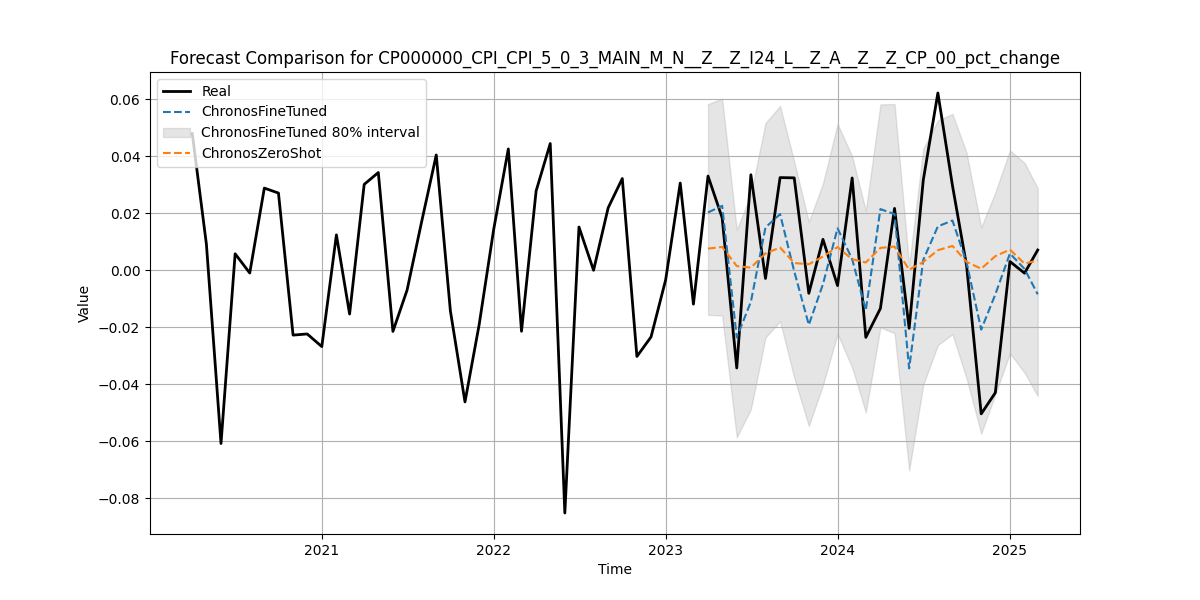 Forecast Comparison for CP000000_CPI_CPI_5_0_3_MAIN_M_N__Z__Z_I24_L__Z_A__Z__Z_CP_00_pct_change
Real
ChronosFineTuned
ChronosFineTuned 80% interval
ChronosZeroShot
0.06
0.04
0.02
0.00
−0.02
−0.04
−0.06
−0.08
Value
2021
2022
2023
2024
2025
Time